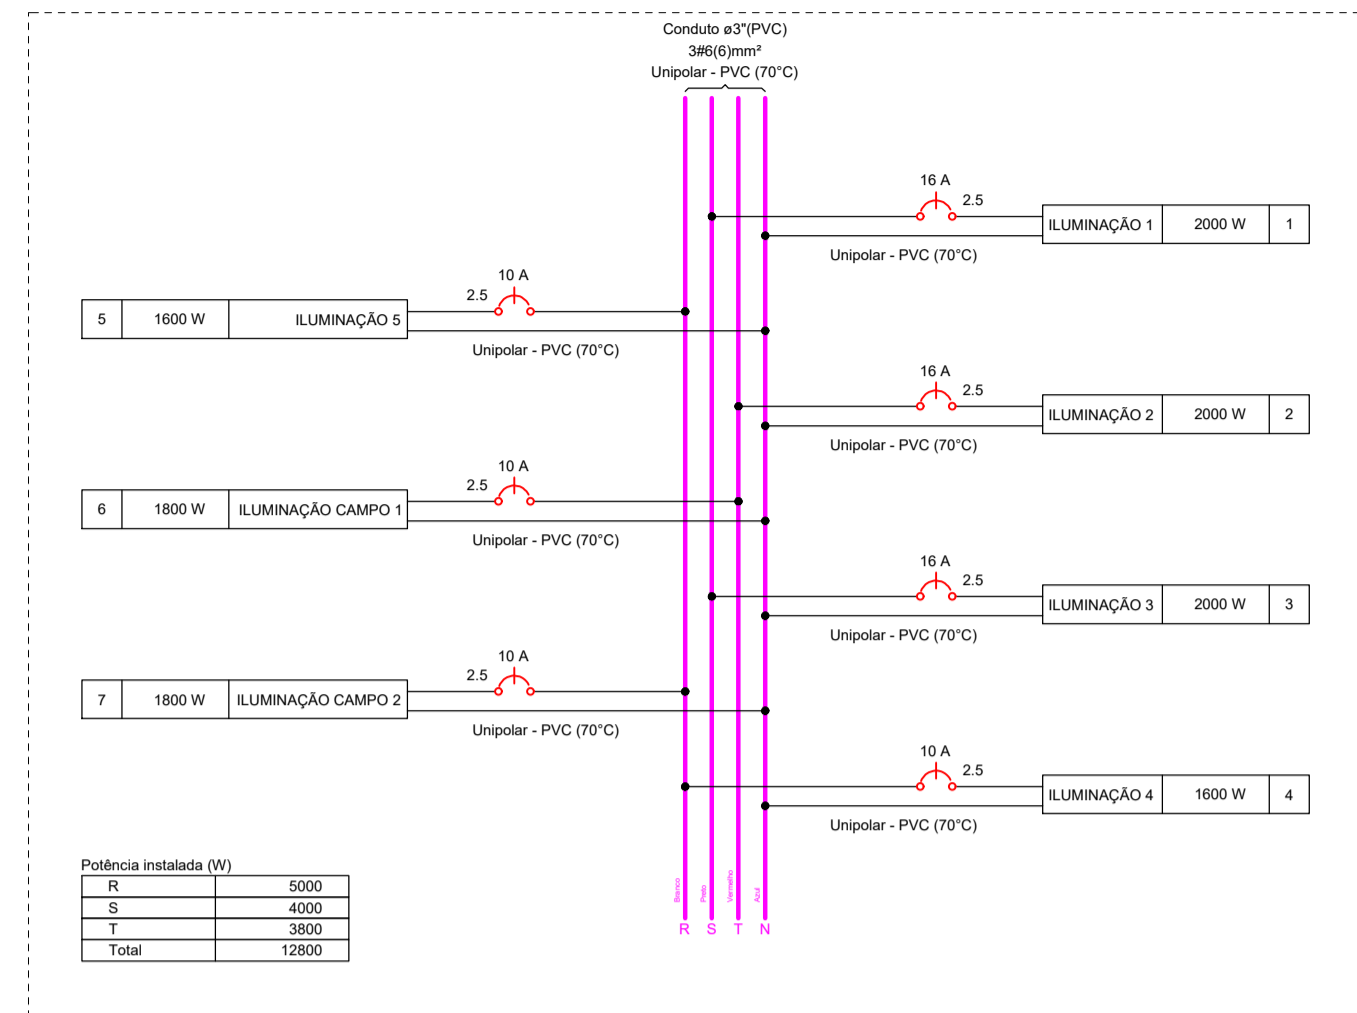 Conduto ø3"(PVC)
3#6(6)mm²
Unipolar - PVC (70°C)
16 A
2.5
ILUMINAÇÃO 1 2000 W 1
Unipolar - PVC (70°C)
10 A
2.5
5 1600 W ILUMINAÇÃO 5
Unipolar - PVC (70°C)
16 A
2.5
ILUMINAÇÃO 2 2000 W 2
Unipolar - PVC (70°C)
10 A
2.5
6 1800 W ILUMINAÇÃO CAMPO 1
Unipolar - PVC (70°C)
16 A
2.5
ILUMINAÇÃO 3 2000 W 3
Unipolar - PVC (70°C)
10 A
2.5
7 1800 W ILUMINAÇÃO CAMPO 2
Unipolar - PVC (70°C)
10 A
2.5
ILUMINAÇÃO 4 1600 W 4
Unipolar - PVC (70°C)
Potência instalada (W)
R 5000
S 4000
T 3800
Total 12800
Branco
Preto
Vermelho
Azul
R S T N